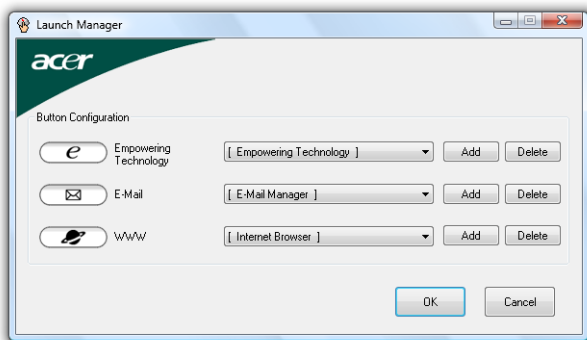 Launch Manager
acer
Button Configuration
e
Empowering
Technology
[ Empowering Technology ]
Add
Delete
E-Mail
[ E-Mail Manager ]
Add
Delete
WWW
[ Internet Browser ]
Add
Delete
OK
Cancel